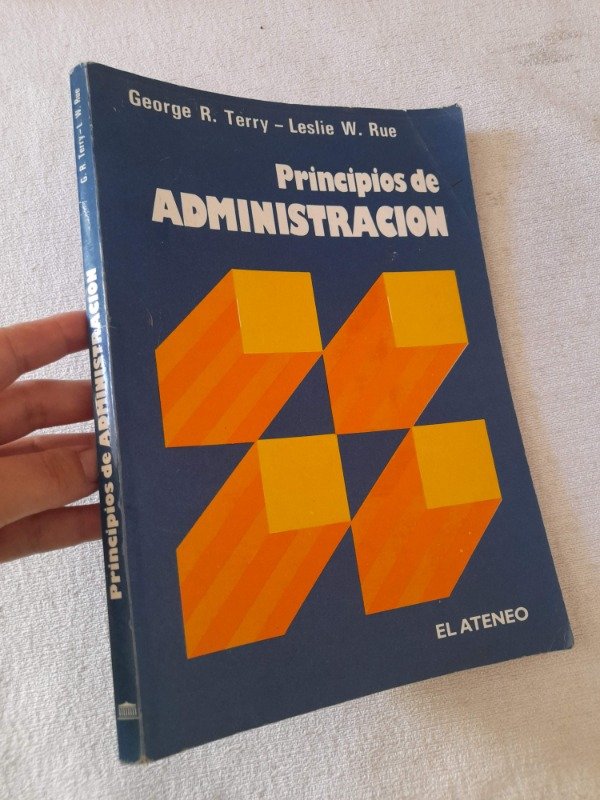 George R. Terry - Leslie W. Rue
Principios de
ADMINISTRACION
EL ATENEO
G. R. Terry - L. W. Rue
Principios de ADMINISTRACION